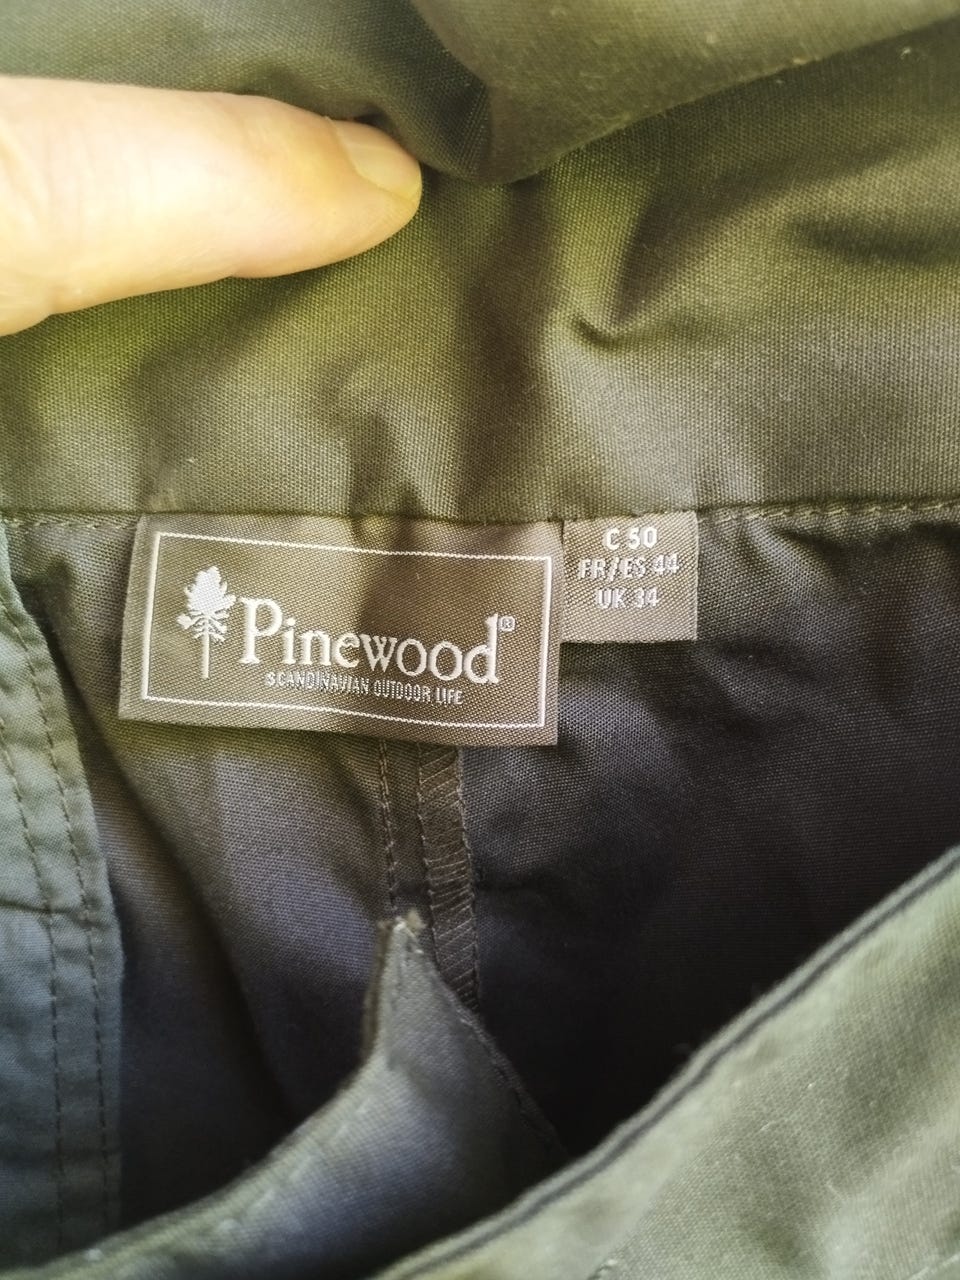 Pinewood®
SCANDINAVIAN OUTDOOR LIFE
C 50
FR/ES 44
UK 34